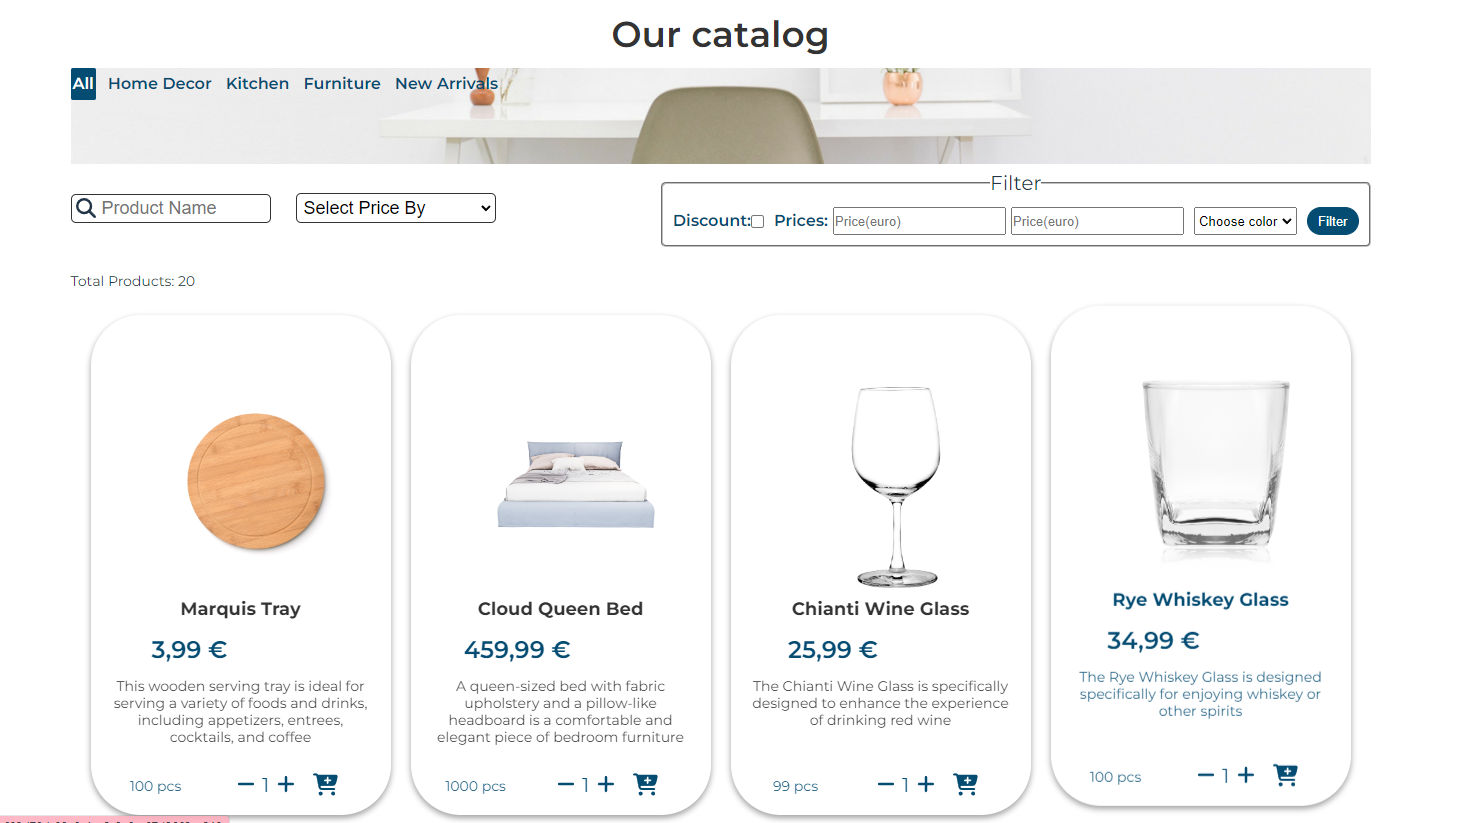 Our catalog
All Home Decor Kitchen Furniture New Arrivals
Filter
Product Name Select Price By
Discount: Prices: Price(euro) Price(euro) Choose color Filter
Total Products: 20
Marquis Tray
3,99 €
This wooden serving tray is ideal for
serving a variety of foods and drinks,
including appetizers, entrees,
cocktails, and coffee
100 pcs 1
Cloud Queen Bed
459,99 €
A queen-sized bed with fabric
upholstery and a pillow-like
headboard is a comfortable and
elegant piece of bedroom furniture
1000 pcs 1
Chianti Wine Glass
25,99 €
The Chianti Wine Glass is specifically
designed to enhance the experience
of drinking red wine
99 pcs 1
Rye Whiskey Glass
34,99 €
The Rye Whiskey Glass is designed
specifically for enjoying whiskey or
other spirits
100 pcs 1